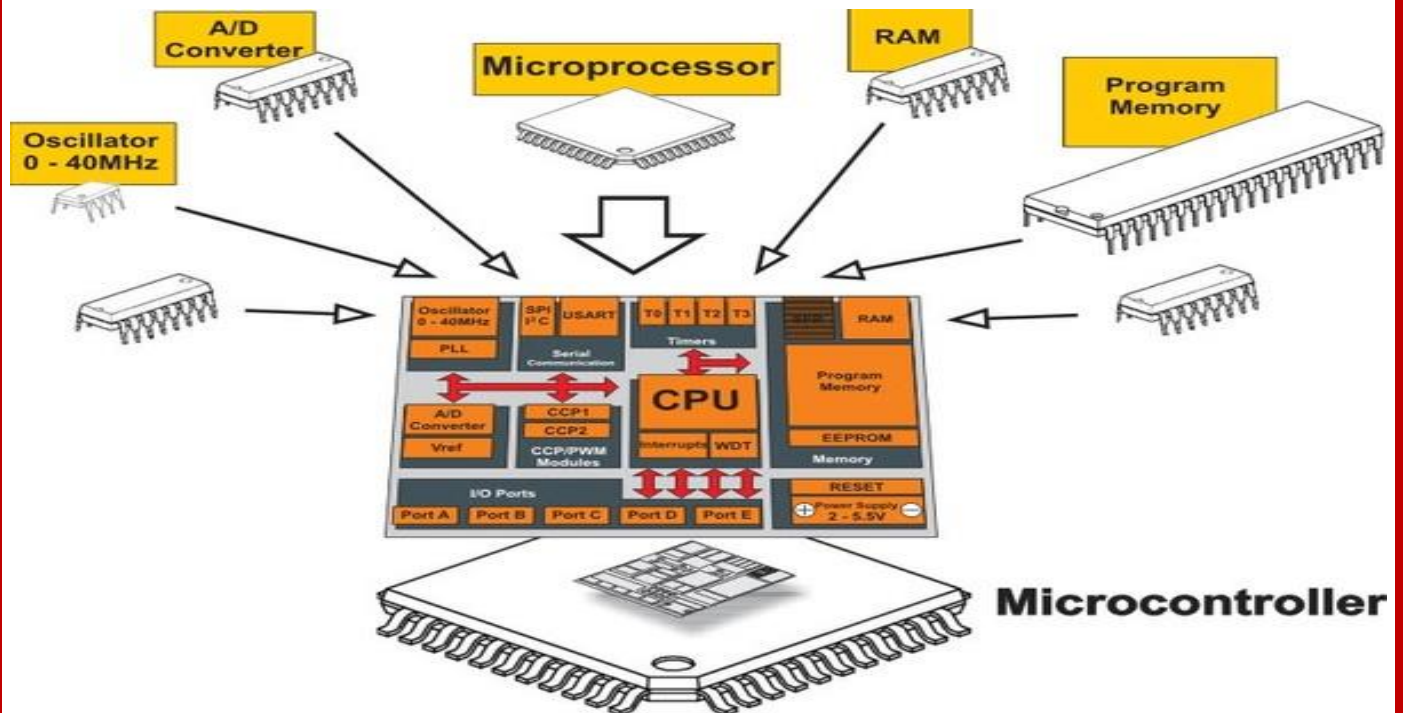 A/D
Converter
Microprocessor
RAM
Program
Memory
Oscillator
0 - 40MHz
Oscillator
0 - 40MHz
PLL
SPI
I²C
USART
Serial
Communication
T0 T1 T2 T3
Timers
RAM
Program
Memory
EEPROM
Memory
A/D
Converter
Vref
CCP1
CCP2
CCP/PWM
Modules
CPU
Interrupts
WDT
I/O Ports
Port A
Port B
Port C
Port D
Port E
RESET
+ Power Supply -
2 - 5.5V
Microcontroller